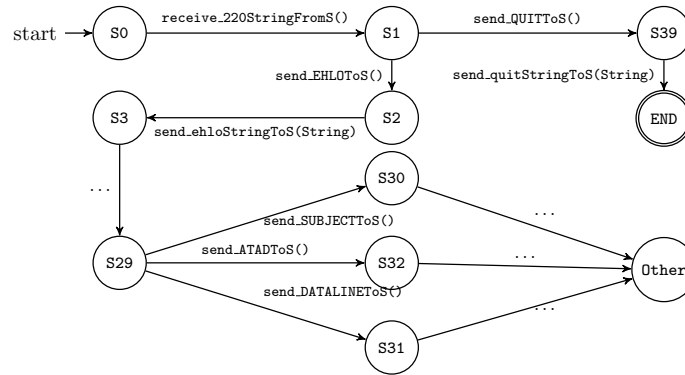 receive_220StringFromS()
send_QUITToS()
start
S0
S1
S39
send_EHLOToS()
send_quitStringToS(String)
S3
S2
END
send_ehloStringToS(String)
S30
...
...
send_SUBJECTToS()
send_ATADToS()
...
S29
S32
Other
send_DATALINEToS()
...
S31